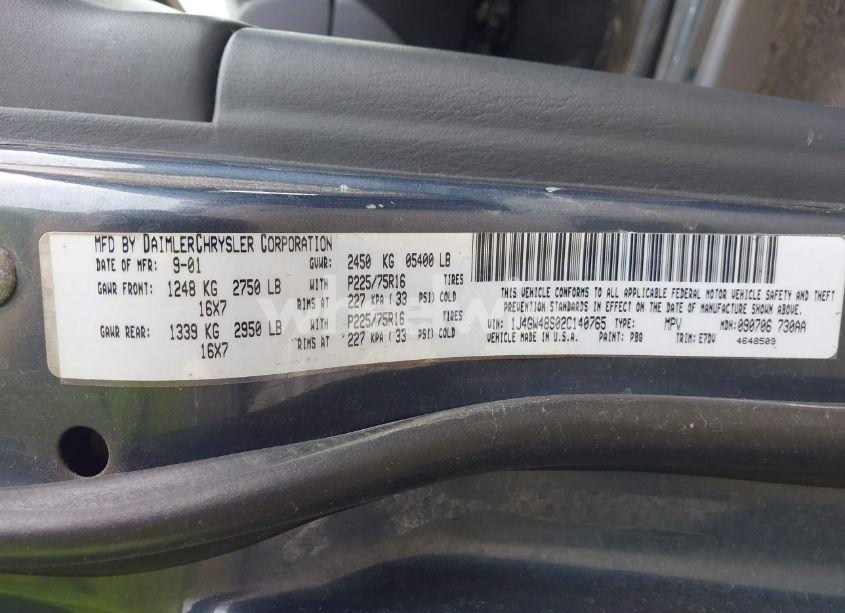 MFD BY DAIMLERCHRYSLER CORPORATION
DATE OF MFR: 9-01 GVWR: 2450 KG 05400 LB
GAWR FRONT: 1248 KG 2750 LB WITH P225/75R16 TIRES
16X7 RIMS AT 227 KPA ( 33 PSI) COLD
GAWR REAR: 1339 KG 2950 LB WITH P225/75R16 TIRES
16X7 RIMS AT 227 KPA ( 33 PSI) COLD
THIS VEHICLE CONFORMS TO ALL APPLICABLE FEDERAL MOTOR VEHICLE SAFETY AND THEFT
PREVENTION STANDARDS IN EFFECT ON THE DATE OF MANUFACTURE SHOWN ABOVE.
VIN: 1J4GW48S02C140765 TYPE: MPV MDH: 090706 730AA
VEHICLE MADE IN U.S.A. PAINT: PBB TRIM: E7DV 4648509